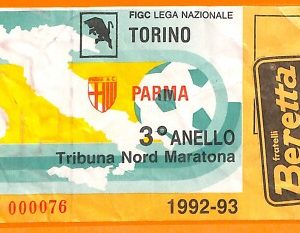 FIGC LEGA NAZIONALE
TORINO
PARMA
3° ANELLO
Tribuna Nord Maratona
000076
1992-93
fratelli
Beretta